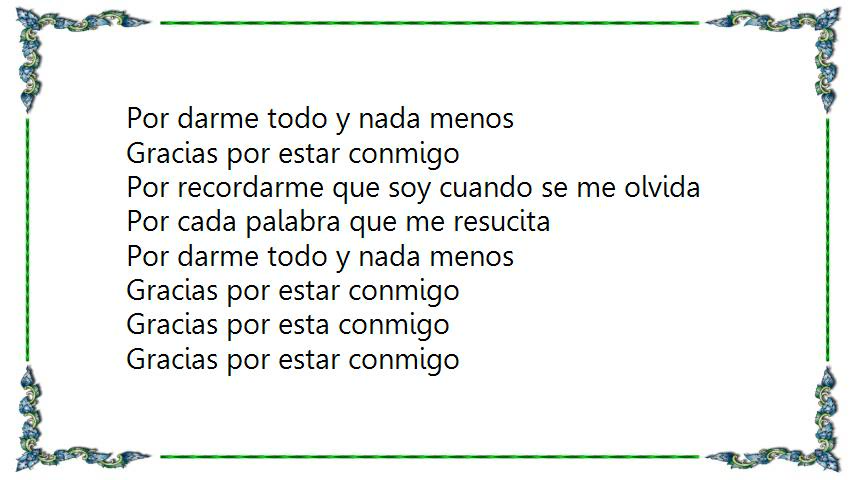 Por darme todo y nada menos
Gracias por estar conmigo
Por recordarme que soy cuando se me olvida
Por cada palabra que me resucita
Por darme todo y nada menos
Gracias por estar conmigo
Gracias por esta conmigo
Gracias por estar conmigo